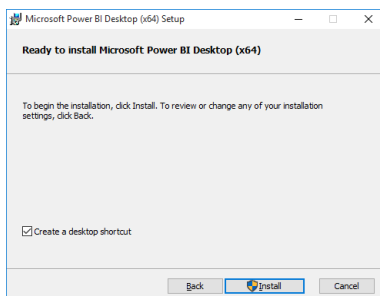 Microsoft Power BI Desktop (x64) Setup
Ready to install Microsoft Power BI Desktop (x64)
To begin the installation, click Install. To review or change any of your installation
settings, click Back.
Create a desktop shortcut
Back
Install
Cancel